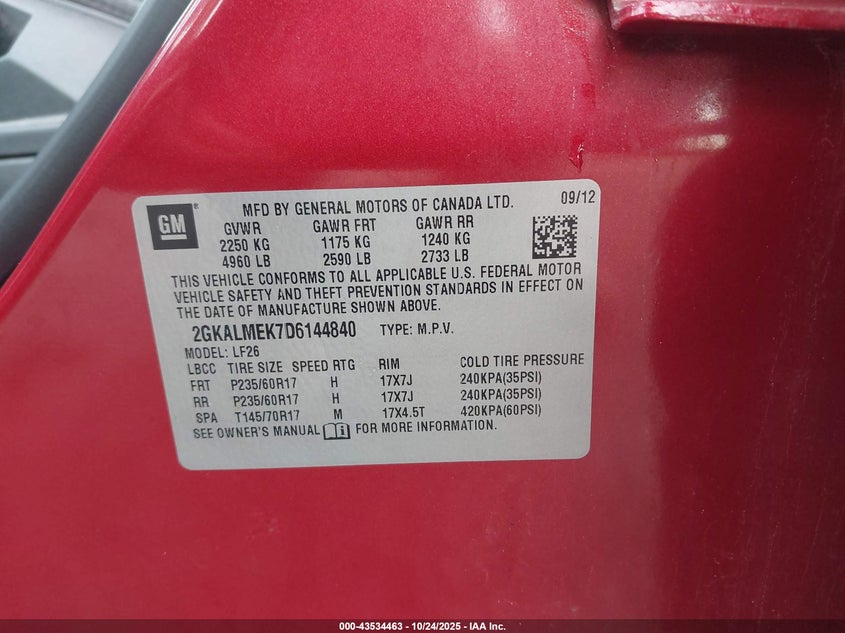 GM
®
MFD BY GENERAL MOTORS OF CANADA LTD.
09/12
GVWR GAWR FRT GAWR RR
2250 KG 1175 KG 1240 KG
4960 LB 2590 LB 2733 LB
THIS VEHICLE CONFORMS TO ALL APPLICABLE U.S. FEDERAL MOTOR
VEHICLE SAFETY AND THEFT PREVENTION STANDARDS IN EFFECT ON
THE DATE OF MANUFACTURE SHOWN ABOVE.
2GKALMEK7D6144840 TYPE: M.P.V.
MODEL: LF26
LBCC TIRE SIZE SPEED RTG RIM COLD TIRE PRESSURE
FRT P235/60R17 H 17X7J 240KPA(35PSI)
RR P235/60R17 H 17X7J 240KPA(35PSI)
SPA T145/70R17 M 17X4.5T 420KPA(60PSI)
SEE OWNER'S MANUAL FOR MORE INFORMATION.
000-43534463 - 10/24/2025 - IAA Inc.